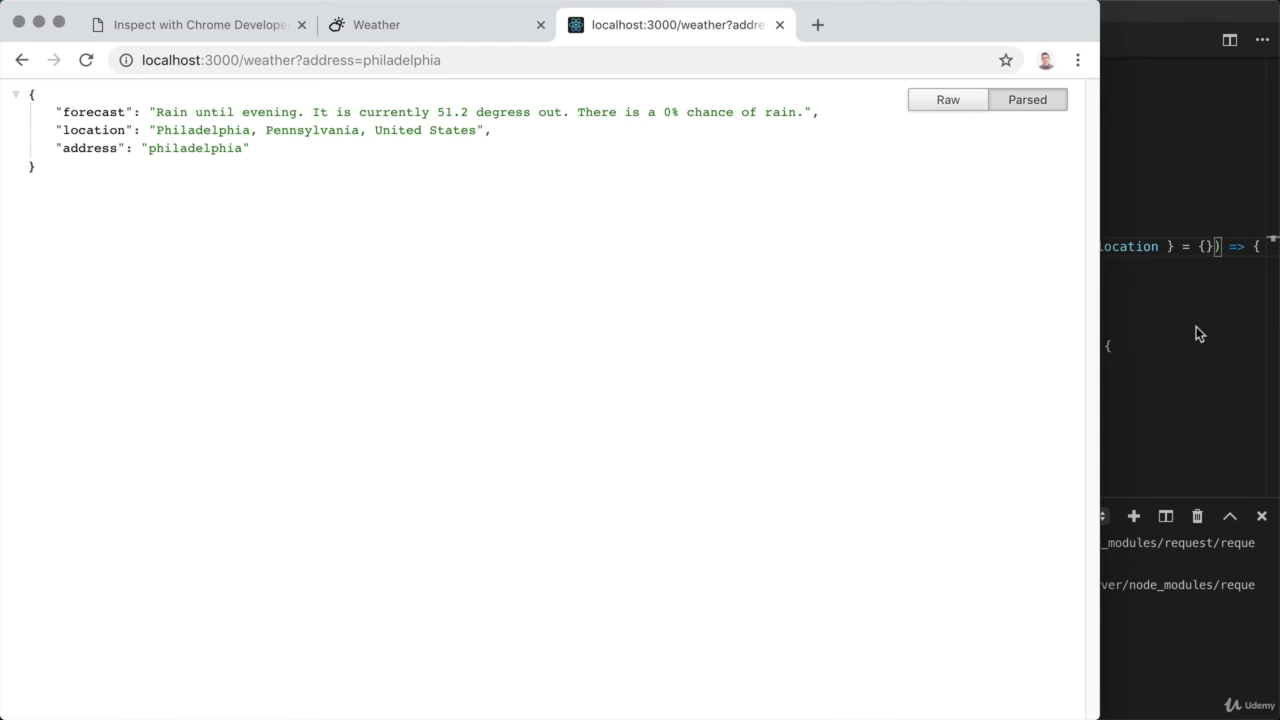 Inspect with Chrome Develope
Weather
localhost:3000/weather?addre
localhost:3000/weather?address=philadelphia
Raw
Parsed
{
"forecast": "Rain until evening. It is currently 51.2 degress out. There is a 0% chance of rain.",
"location": "Philadelphia, Pennsylvania, United States",
"address": "philadelphia"
}
location } = {}) => {
{
_modules/request/reque
ver/node_modules/reque
Udemy